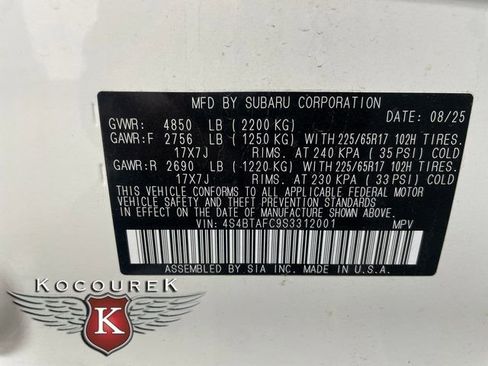 MFD BY SUBARU CORPORATION
DATE: 08/25
GVWR: 4850 LB (2200 KG)
GAWR:F 2756 LB (1250 KG) WITH 225/65R17 102H TIRES.
17X7J RIMS. AT 240 KPA (35 PSI) COLD
GAWR:R 2690 LB (1220 KG) WITH 225/65R17 102H TIRES.
17X7J RIMS. AT 230 KPA (33 PSI) COLD
THIS VEHICLE CONFORMS TO ALL APPLICABLE FEDERAL MOTOR
VEHICLE SAFETY AND THEFT PREVENTION STANDARDS
IN EFFECT ON THE DATE OF MANUFACTURE SHOWN ABOVE.
VIN: 4S4BTAFC9S3312001 MPV
ASSEMBLED BY SIA INC. MADE IN U.S.A.
KOCOUREK
K